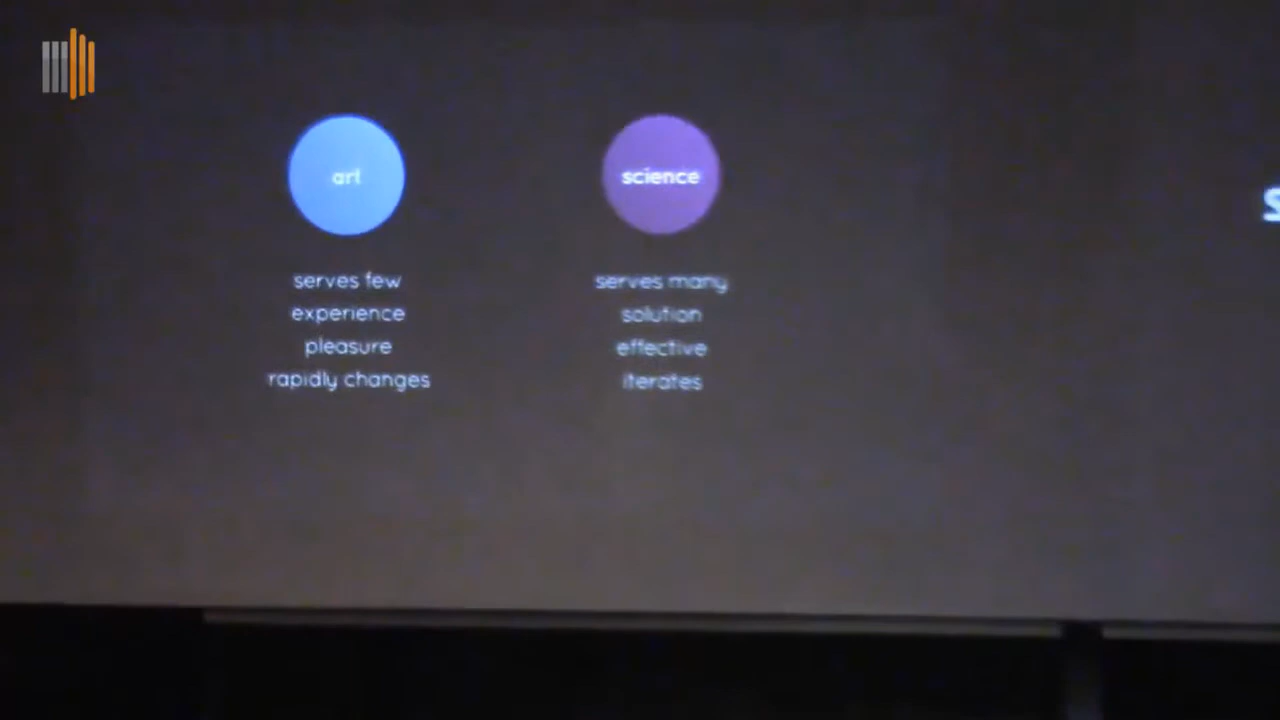 art
serves few
experience
pleasure
rapidly changes
science
serves many
solution
effective
iterates